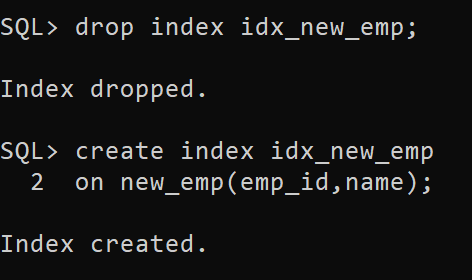 SQL> drop index idx_new_emp;
Index dropped.
SQL> create index idx_new_emp
2 on new_emp(emp_id,name);
Index created.